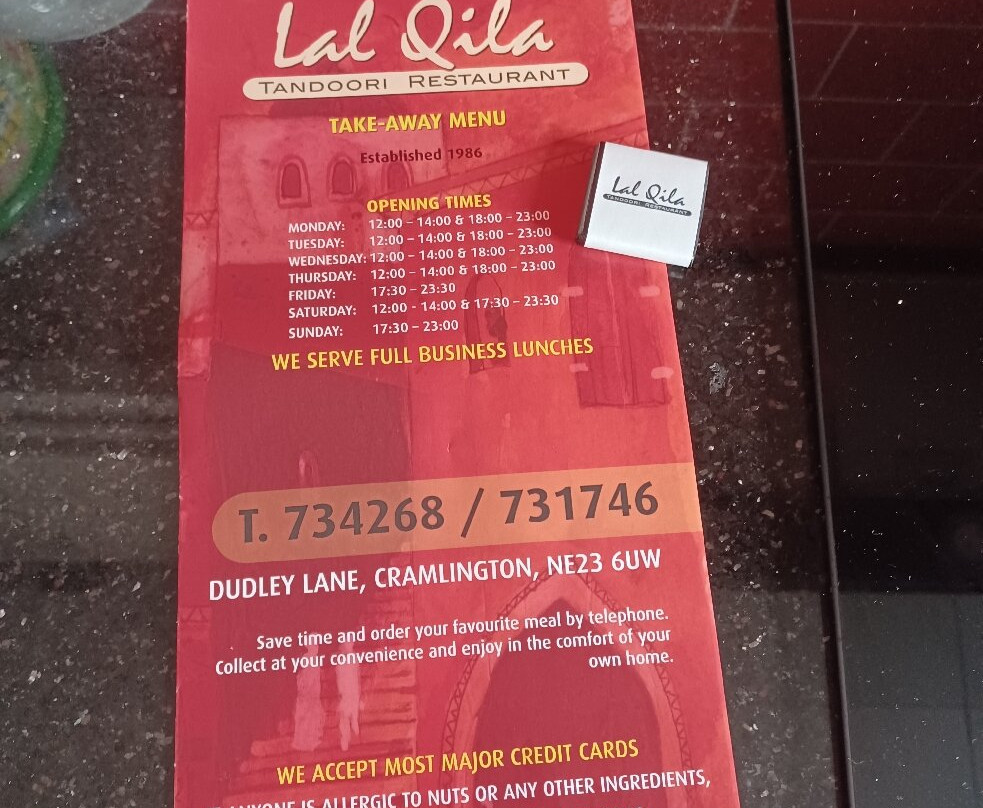 Lal Qila
TANDOORI RESTAURANT
TAKE-AWAY MENU
Established 1986
OPENING TIMES
MONDAY: 12:00 – 14:00 & 18:00 – 23:00
TUESDAY: 12:00 – 14:00 & 18:00 – 23:00
WEDNESDAY: 12:00 – 14:00 & 18:00 – 23:00
THURSDAY: 12:00 – 14:00 & 18:00 – 23:00
FRIDAY: 17:30 – 23:30
SATURDAY: 12:00 - 14:00 & 17:30 – 23:30
SUNDAY: 17:30 – 23:00
WE SERVE FULL BUSINESS LUNCHES
T. 734268 / 731746
DUDLEY LANE, CRAMLINGTON, NE23 6UW
Save time and order your favourite meal by telephone.
Collect at your convenience and enjoy in the comfort of your
own home.
WE ACCEPT MOST MAJOR CREDIT CARDS
ANYONE IS ALLERGIC TO NUTS OR ANY OTHER INGREDIENTS,
Lal Qila
TANDOORI RESTAURANT